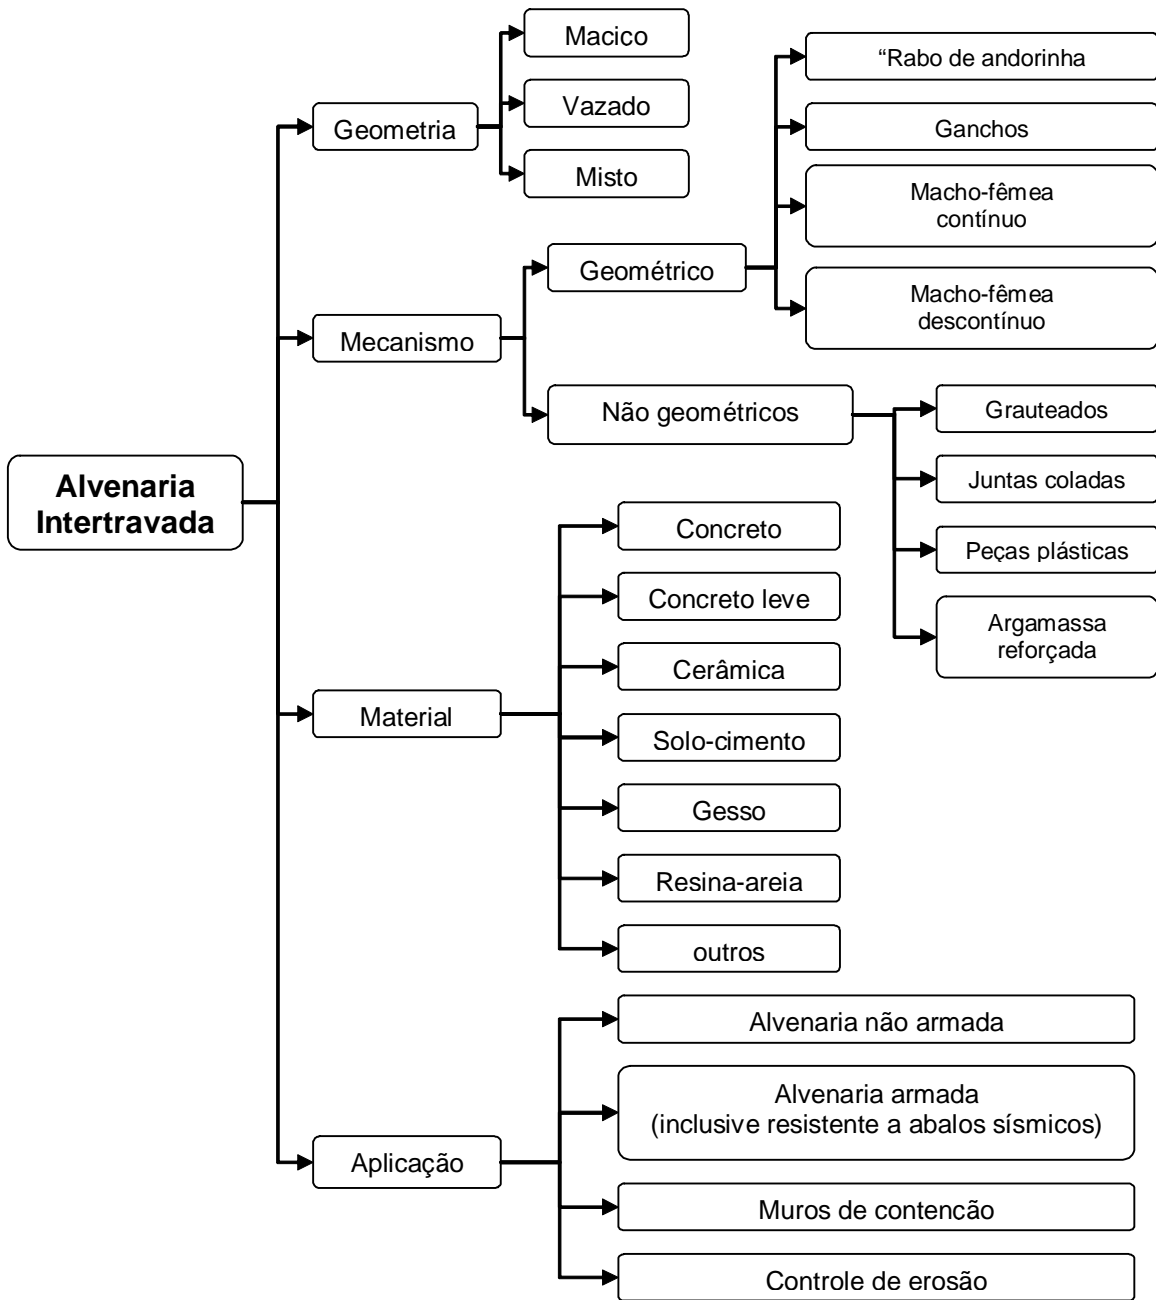 Alvenaria
Intertravada
Geometria
Macico
Vazado
Misto
Mecanismo
Geométrico
“Rabo de andorinha
Ganchos
Macho-fêmea
contínuo
Macho-fêmea
descontínuo
Não geométricos
Grauteados
Juntas coladas
Peças plásticas
Argamassa
reforçada
Material
Concreto
Concreto leve
Cerâmica
Solo-cimento
Gesso
Resina-areia
outros
Aplicação
Alvenaria não armada
Alvenaria armada
(inclusive resistente a abalos sísmicos)
Muros de contencão
Controle de erosão